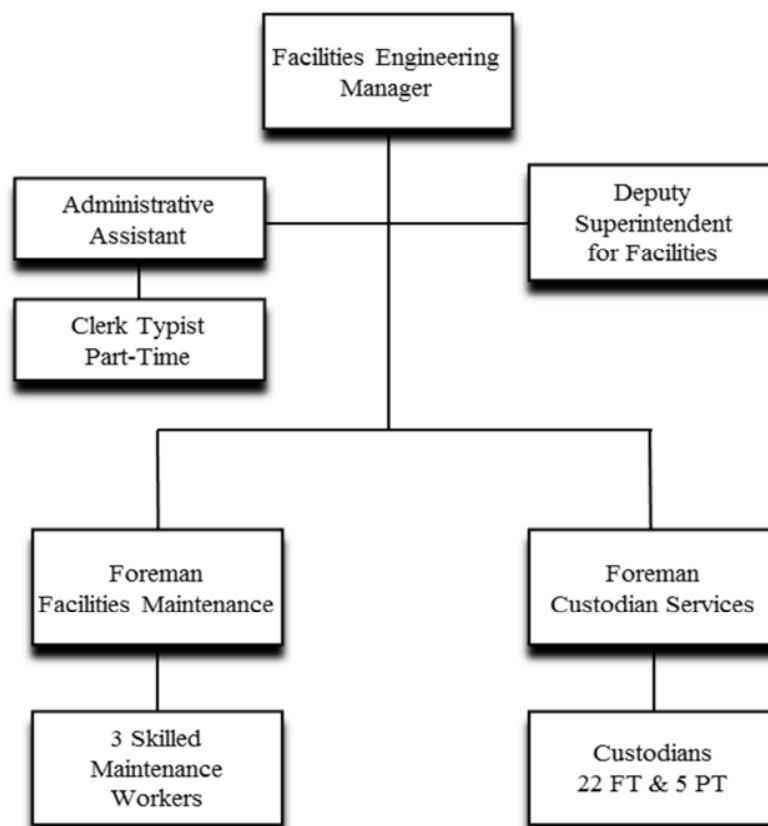 Facilities Engineering
Manager
Administrative
Assistant
Deputy
Superintendent
for Facilities
Clerk Typist
Part-Time
Foreman
Facilities Maintenance
Foreman
Custodian Services
3 Skilled
Maintenance
Workers
Custodians
22 FT & 5 PT